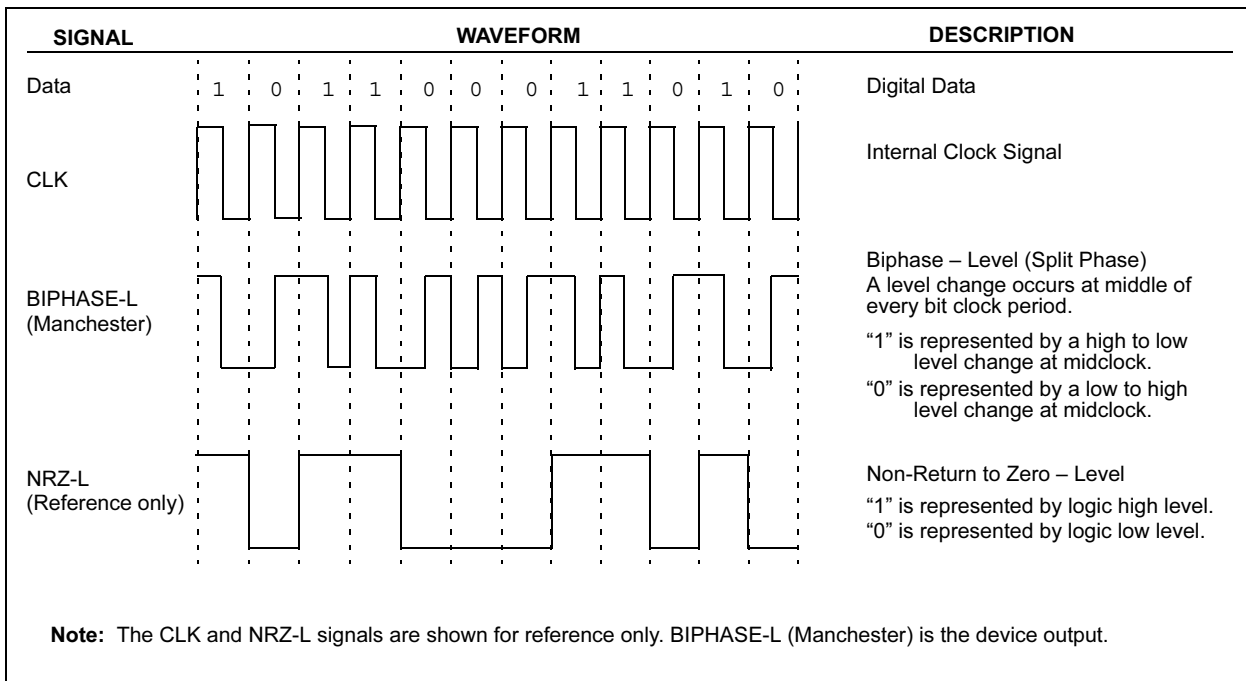 SIGNAL WAVEFORM DESCRIPTION
Data 1 0 1 1 0 0 0 1 1 0 1 0 Digital Data
CLK Internal Clock Signal
BIPHASE-L
(Manchester)
Biphase – Level (Split Phase)
A level change occurs at middle of
every bit clock period.
“1” is represented by a high to low
level change at midclock.
“0” is represented by a low to high
level change at midclock.
NRZ-L
(Reference only)
Non-Return to Zero – Level
“1” is represented by logic high level.
“0” is represented by logic low level.
Note: The CLK and NRZ-L signals are shown for reference only. BIPHASE-L (Manchester) is the device output.